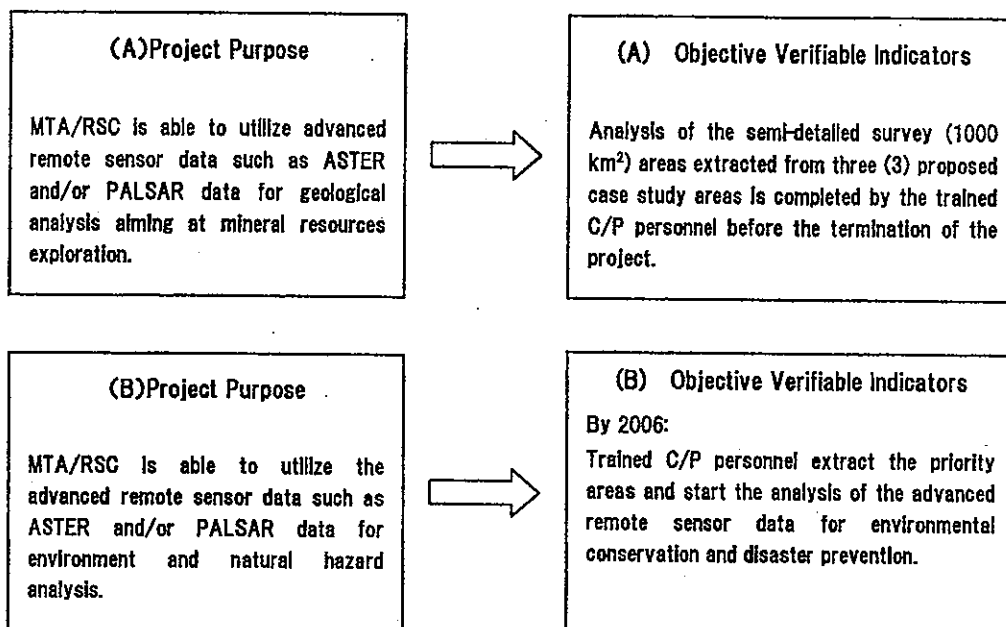 (A)Project Purpose
MTA/RSC is able to utilize advanced
remote sensor data such as ASTER
and/or PALSAR data for geological
analysis aiming at mineral resources
exploration.
(A) Objective Verifiable Indicators
Analysis of the semi-detailed survey (1000
km²) areas extracted from three (3) proposed
case study areas is completed by the trained
C/P personnel before the termination of the
project.
(B)Project Purpose
MTA/RSC is able to utilize the
advanced remote sensor data such as
ASTER and/or PALSAR data for
environment and natural hazard
analysis.
(B) Objective Verifiable Indicators
By 2006:
Trained C/P personnel extract the priority
areas and start the analysis of the advanced
remote sensor data for environmental
conservation and disaster prevention.